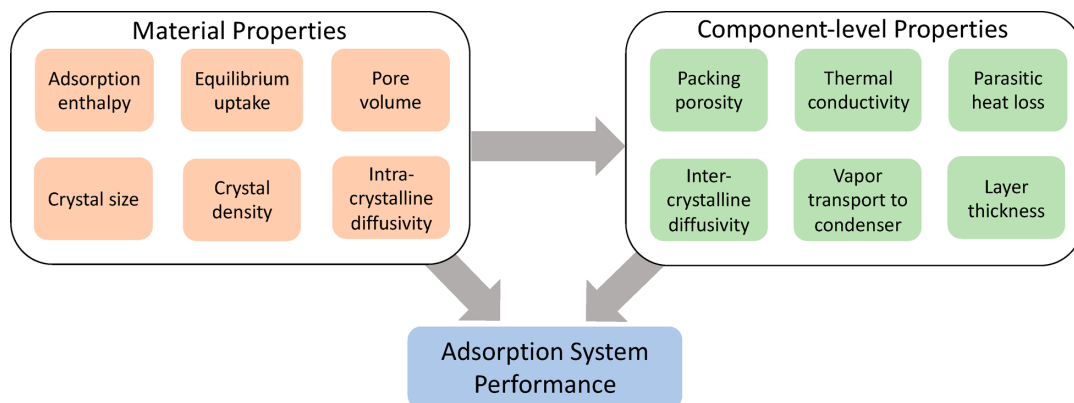 Material Properties
Adsorption
enthalpy
Equilibrium
uptake
Pore
volume
Crystal size
Crystal
density
Intra-
crystalline
diffusivity
Component-level Properties
Packing
porosity
Thermal
conductivity
Parasitic
heat loss
Inter-
crystalline
diffusivity
Vapor
transport to
condenser
Layer
thickness
Adsorption System
Performance